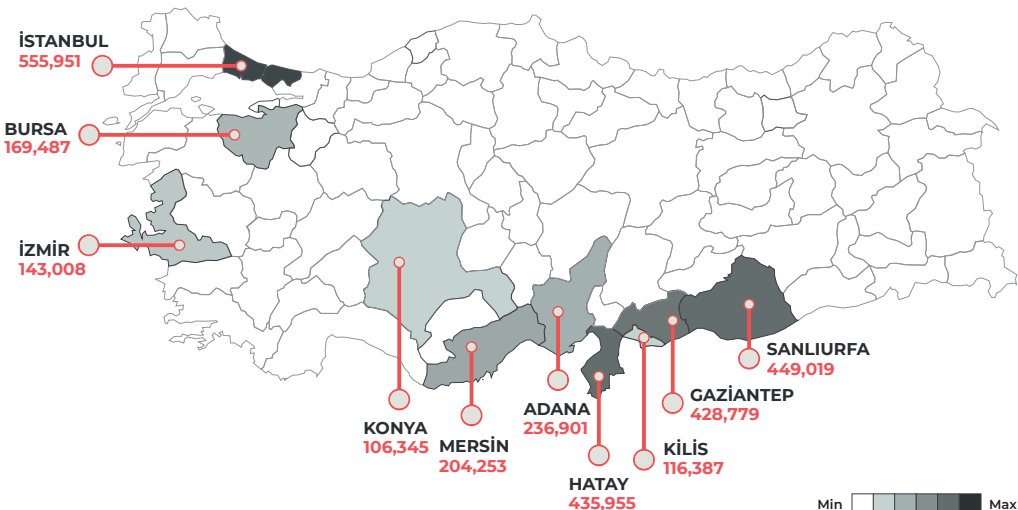 İSTANBUL
555,951
BURSA
169,487
İZMİR
143,008
KONYA
106,345
MERSİN
204,253
ADANA
236,901
HATAY
435,955
KİLİS
116,387
GAZİANTEP
428,779
SANLIURFA
449,019
Min Max